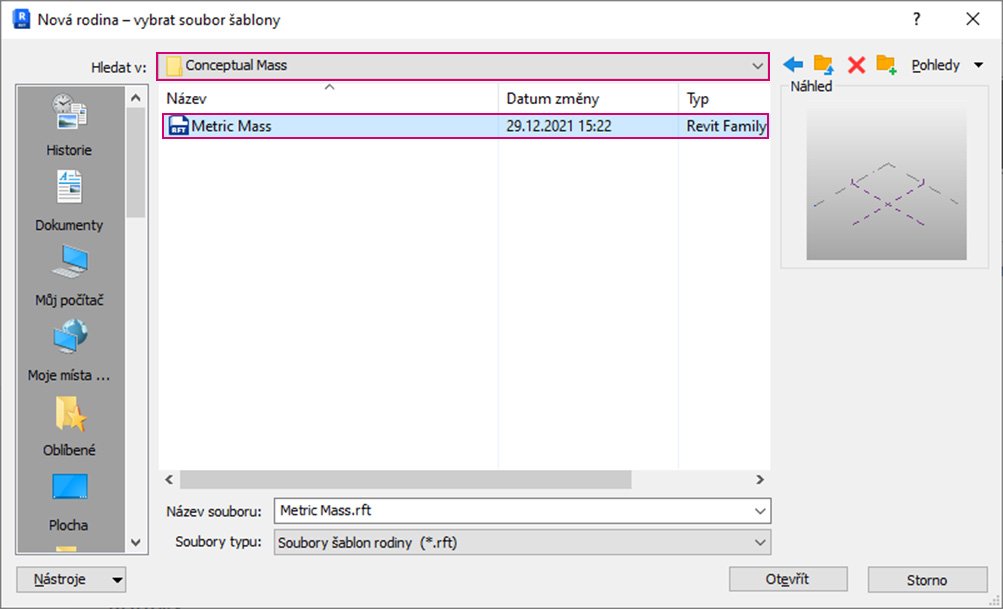 Nová rodina – vybrat soubor šablony
Hledat v:
Conceptual Mass
Pohledy
Historie
Dokumenty
Můj počítač
Moje místa ...
Oblíbené
Plocha
Název
Datum změny
Typ
RFT
Metric Mass
29.12.2021 15:22
Revit Family
Náhled
Název souboru:
Metric Mass.rft
Soubory typu:
Soubory šablon rodiny (*.rft)
Nástroje
Otevřít
Storno